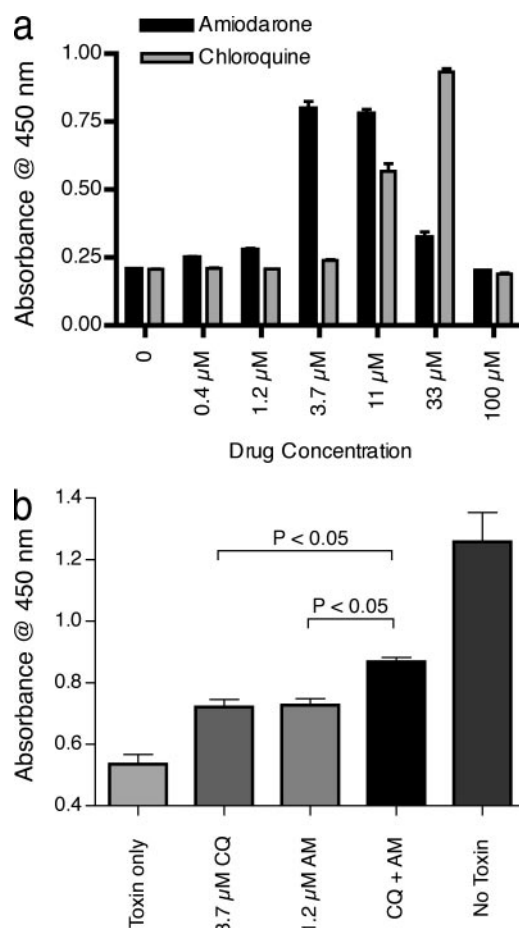 a
Amiodarone
Chloroquine
Absorbance @ 450 nm
1.00
0.75
0.50
0.25
0.00
0
0.4 µM
1.2 µM
3.7 µM
11 µM
33 µM
100 µM
Drug Concentration
b
Absorbance @ 450 nm
1.4
1.2
1.0
0.8
0.6
0.4
P < 0.05
P < 0.05
Toxin only
3.7 µM CQ
1.2 µM AM
CQ + AM
No Toxin